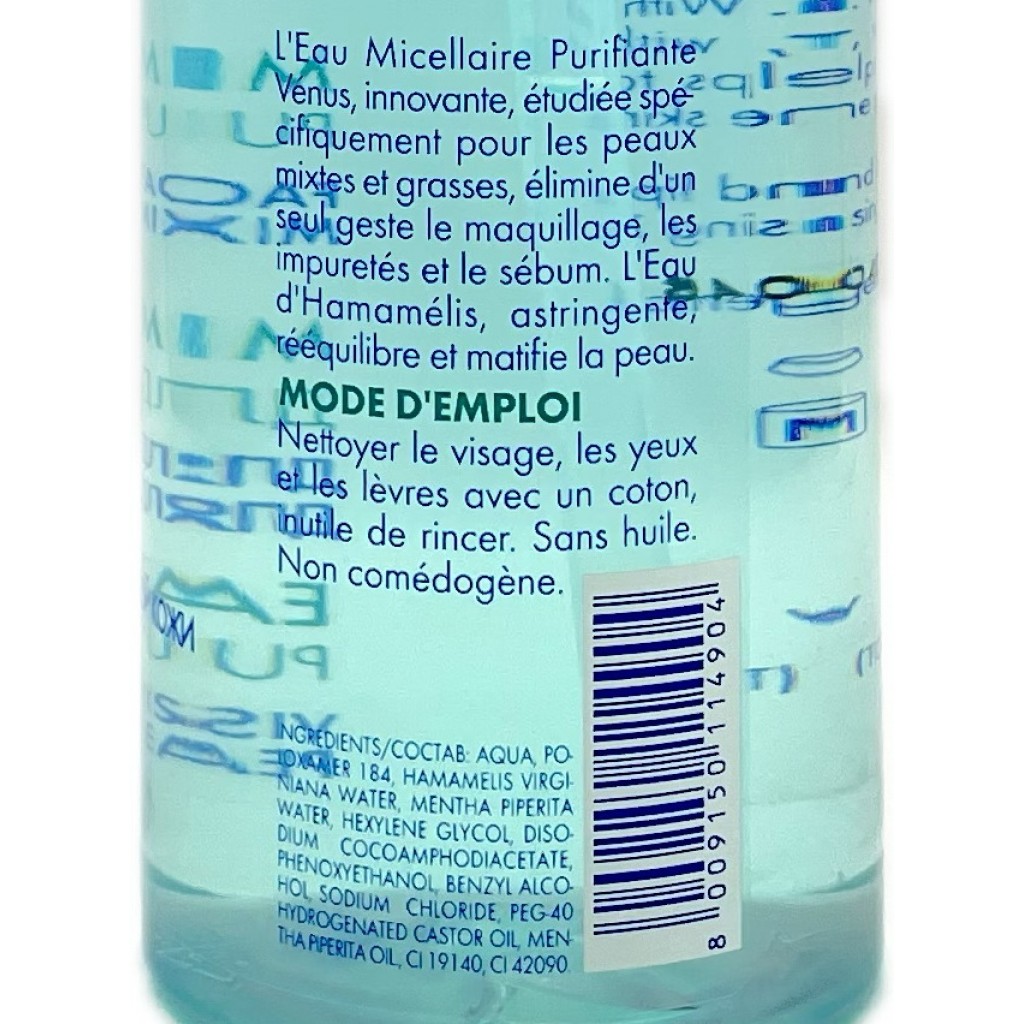 L'Eau Micellaire Purifiante
Vénus, innovante, étudiée spé-
cifiquement pour les peaux
mixtes et grasses, élimine d'un
seul geste le maquillage, les
impuretés et le sébum. L'Eau
d'Hamamélis, astringente,
rééquilibre et matifie la peau.
MODE D'EMPLOI
Nettoyer le visage, les yeux
et les lèvres avec un coton,
inutile de rincer. Sans huile.
Non comédogène.
INGREDIENTS/COCTAB: AQUA, PO-
LOXAMER 184, HAMAMELIS VIRGI-
NIANA WATER, MENTHA PIPERITA
WATER, HEXYLENE GLYCOL, DISO-
DIUM COCOAMPHODIACETATE,
PHENOXYETHANOL, BENZYL ALCO-
HOL, SODIUM CHLORIDE, PEG-40
HYDROGENATED CASTOR OIL, MEN-
THA PIPERITA OIL, CI 19140, CI 42090.
8 009150 114904